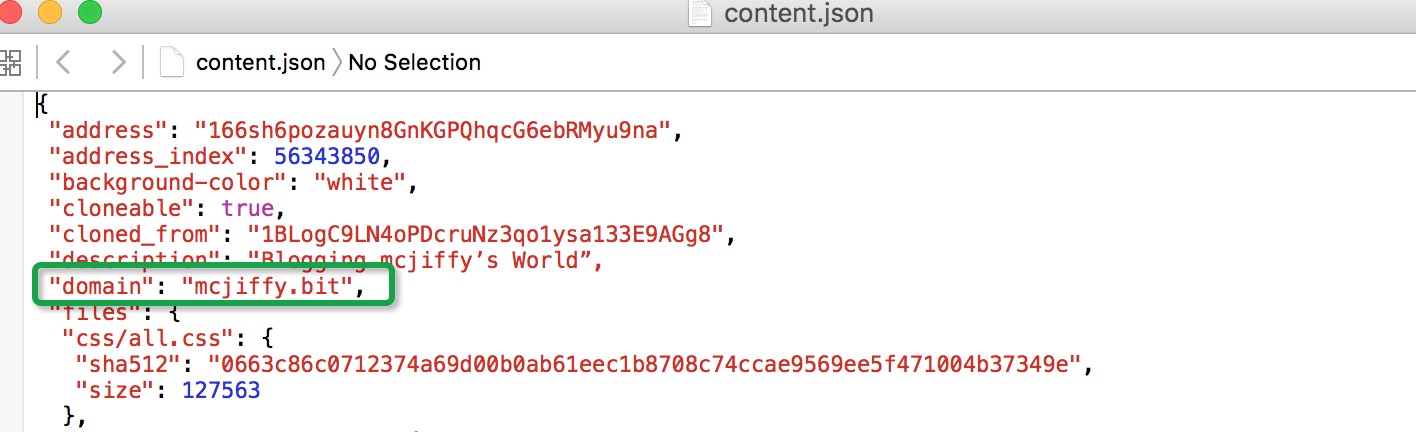 content.json
content.json 〉No Selection
{
"address": "166sh6pozauyn8GnKGPQhqcG6ebRMyu9na",
"address_index": 56343850,
"background-color": "white",
"cloneable": true,
"cloned_from": "1BLogC9LN4oPDcruNz3qo1ysa133E9AGg8",
"description": "Blogging mcjiffy’s World”,
"domain": "mcjiffy.bit",
"files": {
"css/all.css": {
"sha512": "0663c86c0712374a69d00b0ab61eec1b8708c74ccae9569ee5f471004b37349e",
"size": 127563
},